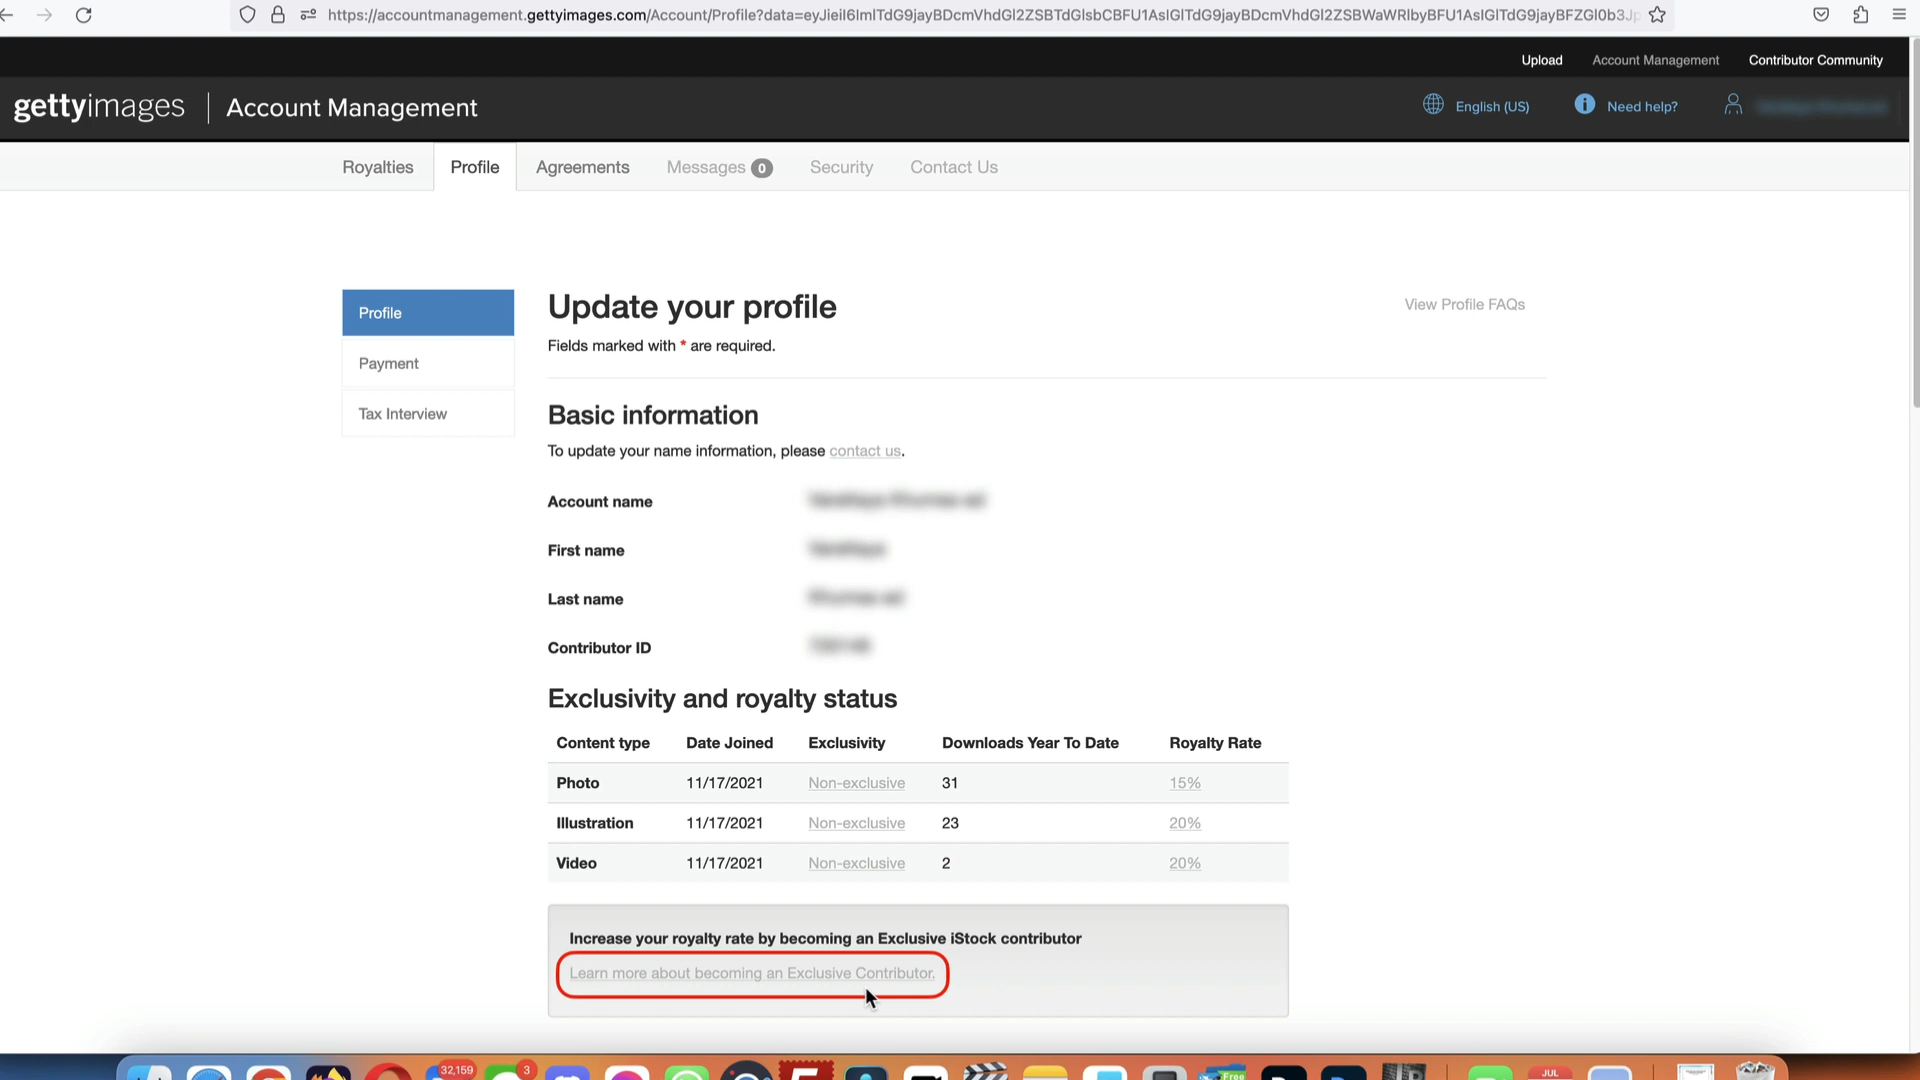 https://accountmanagement.gettyimages.com/Account/Profile?data=
Upload Account Management Contributor Community
gettyimages Account Management English (US) i Need help?
Royalties Profile Agreements Messages 0 Security Contact Us
Profile
Payment
Tax Interview
Update your profile View Profile FAQs
Fields marked with * are required.
Basic information
To update your name information, please contact us.
Account name
First name
Last name
Contributor ID
Exclusivity and royalty status
Content type Date Joined Exclusivity Downloads Year To Date Royalty Rate
Photo 11/17/2021 Non-exclusive 31 15%
Illustration 11/17/2021 Non-exclusive 23 20%
Video 11/17/2021 Non-exclusive 2 20%
Increase your royalty rate by becoming an Exclusive iStock contributor
Learn more about becoming an Exclusive Contributor.
32,159 3 Free JUL